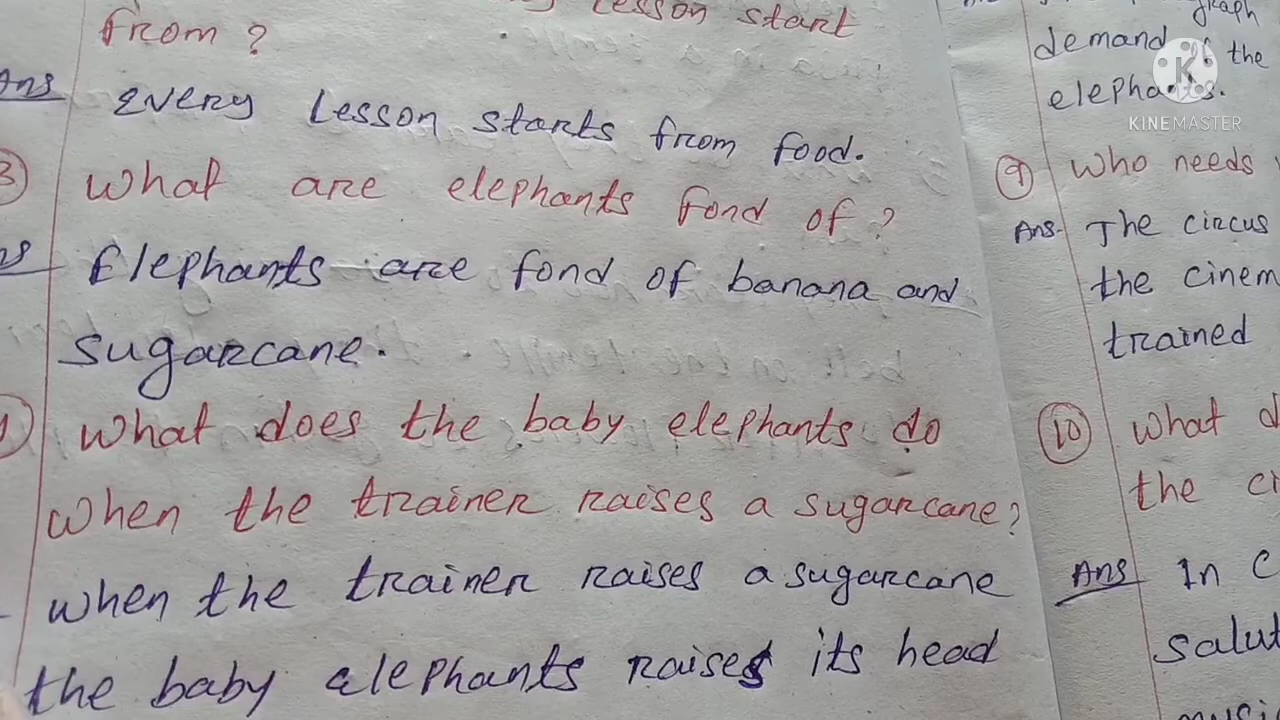 lesson start
from?
Ans
Every lesson starts from food.
3) What are elephants fond of?
Elephants are fond of banana and
sugarcane.
What does the baby elephants do
when the trainer raises a sugarcane?
when the trainer raises a sugarcane
the baby elephants raises its head
demand of the
elephants.
KINEMASTER
9 Who needs
Ans. The circus
the
trained
10 What
the
Ans In